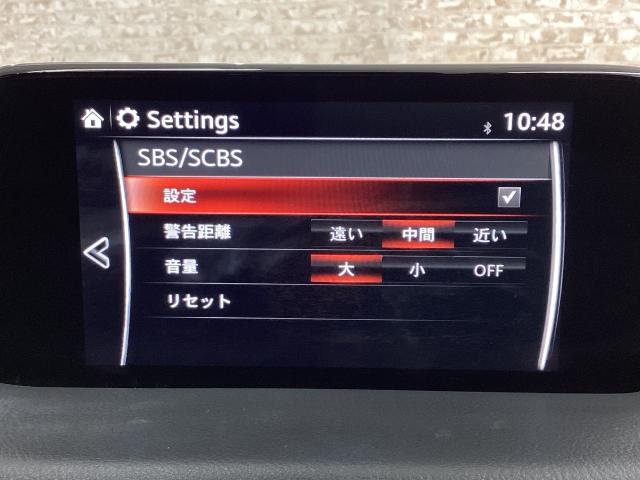 Settings 10:48
SBS/SCBS
設定
警告距離 遠い 中間 近い
音量 大 小 OFF
リセット